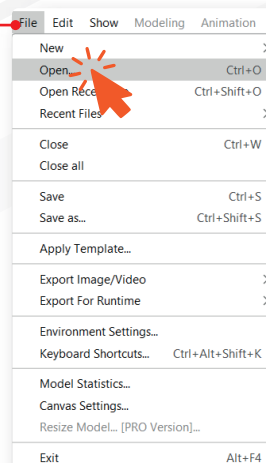 File Edit Show Modeling Animation
New
Open... Ctrl+O
Open Recent... Ctrl+Shift+O
Recent Files
Close Ctrl+W
Close all
Save Ctrl+S
Save as... Ctrl+Shift+S
Apply Template...
Export Image/Video
Export For Runtime
Environment Settings...
Keyboard Shortcuts... Ctrl+Alt+Shift+K
Model Statistics...
Canvas Settings...
Resize Model... [PRO Version]...
Exit Alt+F4